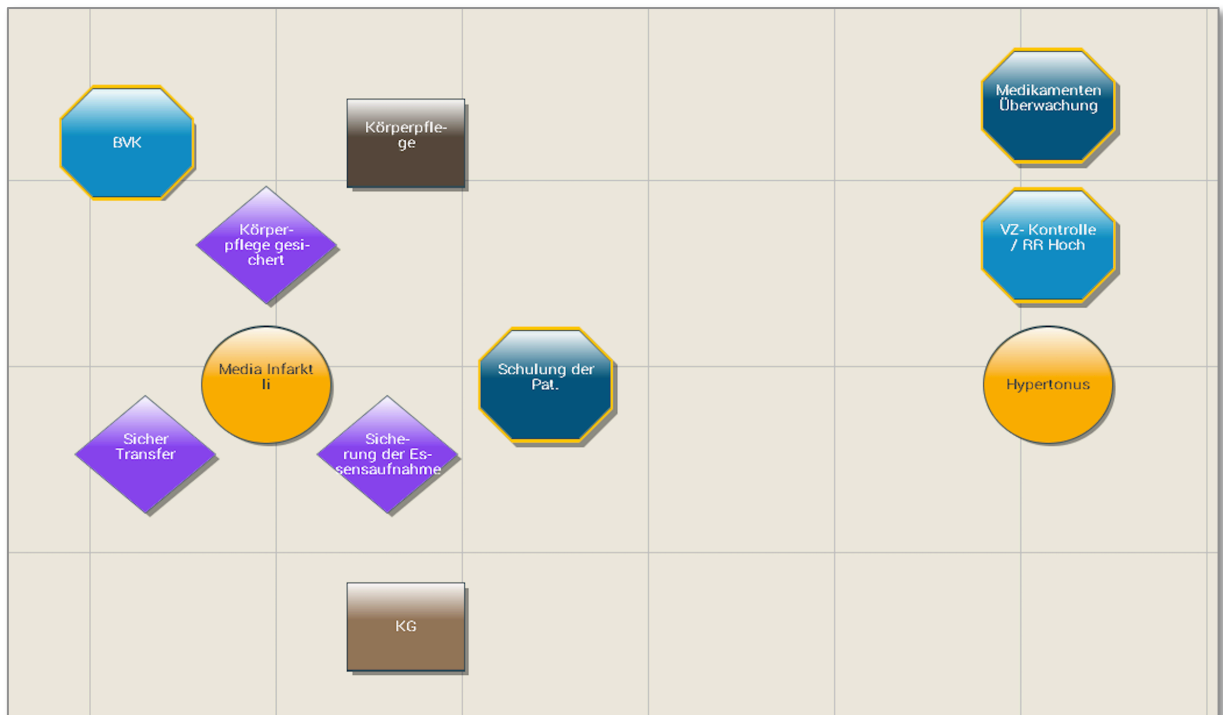 BVK
Körperpfle-
ge
Medikamenten
Überwachung
Körper-
pflege gesi-
chert
VZ- Kontrolle
/ RR Hoch
Media Infarkt
li
Schulung der
Pat.
Hypertonus
Sicher
Transfer
Siche-
rung der Es-
sensaufnahme
KG